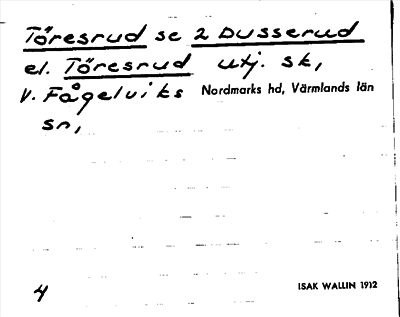 Töresrud se 2 Dusserud
el. Töresrud utj. sk,
V. Fågelviks Nordmarks hd, Värmlands län
sn,
4 ISAK WALLIN 1912